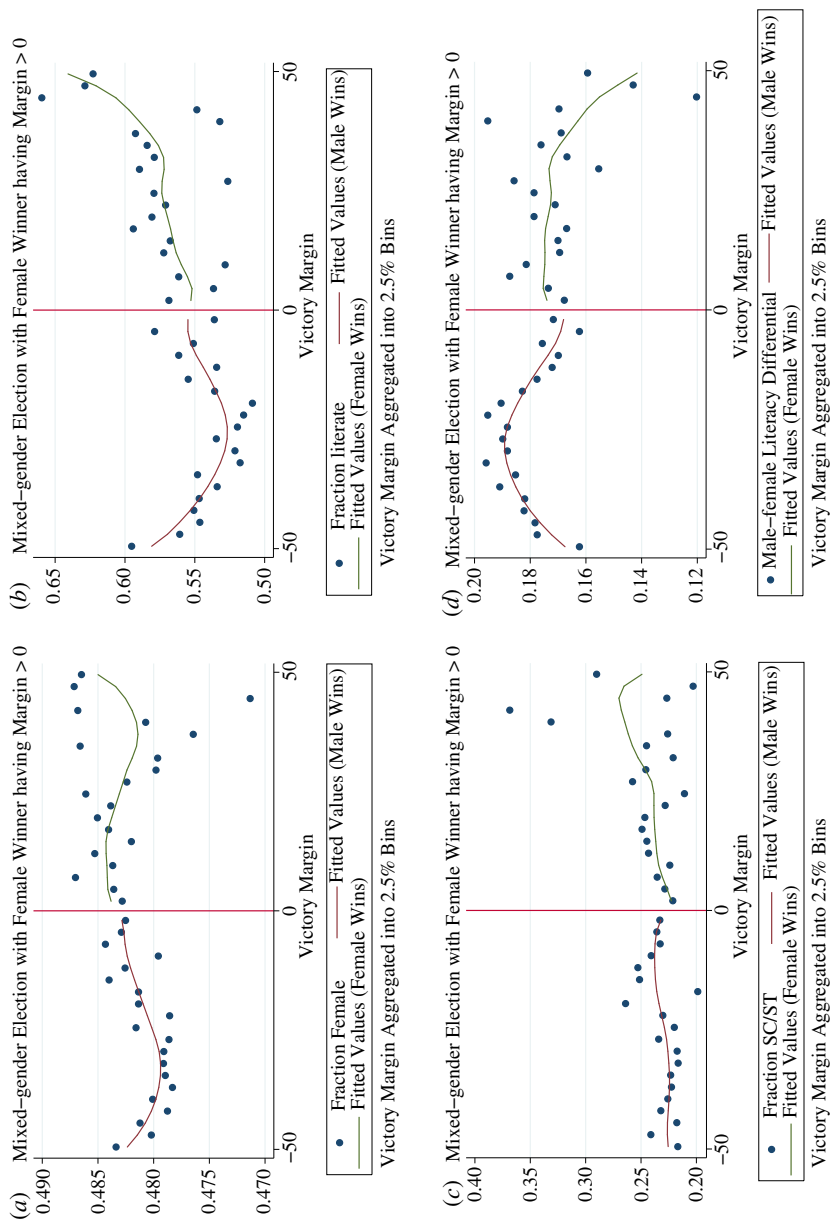 (a) Mixed−gender Election with Female Winner having Margin > 0
0.490
0.485
0.480
0.475
0.470
−50
0
50
Victory Margin
Fraction Female
Fitted Values (Male Wins)
Fitted Values (Female Wins)
Victory Margin Aggregated into 2.5% Bins
(b) Mixed−gender Election with Female Winner having Margin > 0
0.65
0.60
0.55
0.50
−50
0
50
Victory Margin
Fraction literate
Fitted Values (Male Wins)
Fitted Values (Female Wins)
Victory Margin Aggregated into 2.5% Bins
(c) Mixed−gender Election with Female Winner having Margin > 0
0.40
0.35
0.30
0.25
0.20
−50
0
50
Victory Margin
Fraction SC/ST
Fitted Values (Male Wins)
Fitted Values (Female Wins)
Victory Margin Aggregated into 2.5% Bins
(d) Mixed−gender Election with Female Winner having Margin > 0
0.20
0.18
0.16
0.14
0.12
−50
0
50
Victory Margin
Male−female Literacy Differential
Fitted Values (Male Wins)
Fitted Values (Female Wins)
Victory Margin Aggregated into 2.5% Bins